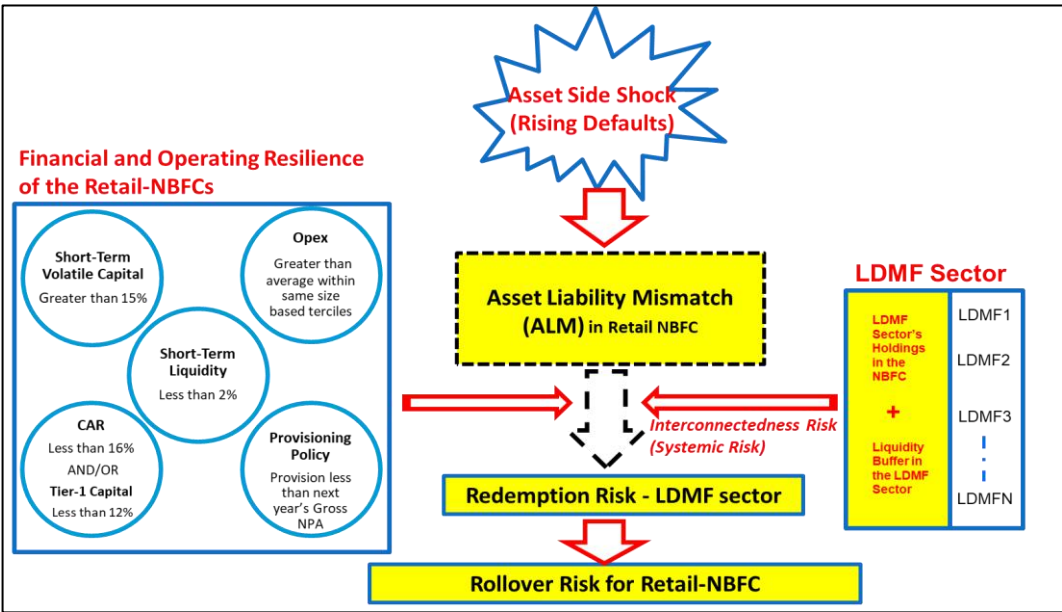 Asset Side Shock
(Rising Defaults)
Financial and Operating Resilience
of the Retail-NBFCs
Short-Term
Volatile Capital
Greater than 15%
Opex
Greater than
average within
same size
based terciles
Short-Term
Liquidity
Less than 2%
CAR
Less than 16%
AND/OR
Tier-1 Capital
Less than 12%
Provisioning
Policy
Provision less
than next
year's Gross
NPA
Asset Liability Mismatch
(ALM) in Retail NBFC
Interconnectedness Risk
(Systemic Risk)
Redemption Risk - LDMF sector
Rollover Risk for Retail-NBFC
LDMF Sector
LDMF
Sector's
Holdings
in the
NBFC
+
Liquidity
Buffer in
the LDMF
Sector
LDMF1
LDMF2
LDMF3
LDMFN